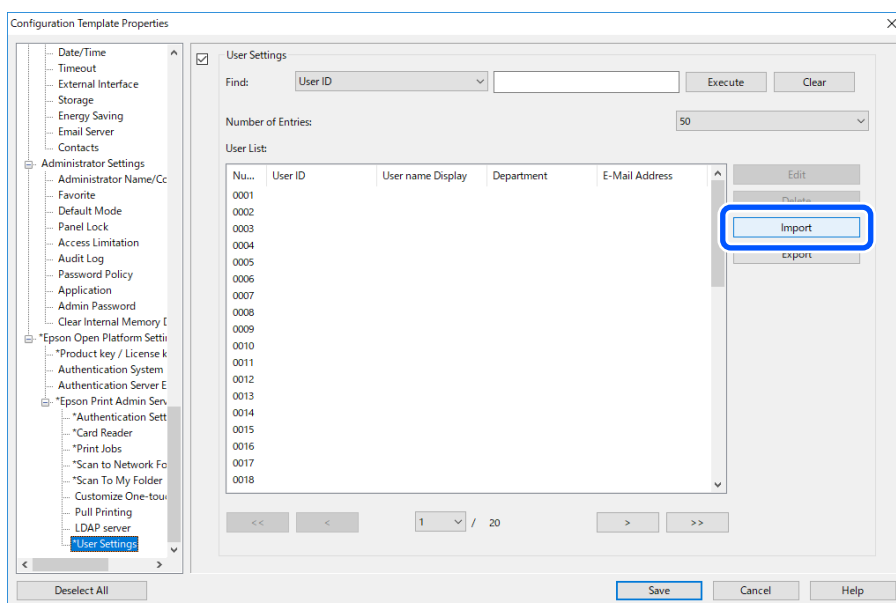 Configuration Template Properties
Date/Time
Timeout
External Interface
Storage
Energy Saving
Email Server
Contacts
Administrator Settings
Administrator Name/Cc
Favorite
Default Mode
Panel Lock
Access Limitation
Audit Log
Password Policy
Application
Admin Password
Clear Internal Memory
*Epson Open Platform Settin
*Product key / License k
Authentication System
Authentication Server E
*Epson Print Admin Serv
*Authentication Sett
*Card Reader
*Print Jobs
*Scan to Network Fo
*Scan To My Folder
Customize One-tou
Pull Printing
LDAP server
*User Settings
User Settings
Find: User ID Execute Clear
Number of Entries: 50
User List:
Nu... User ID User name Display Department E-Mail Address
0001
0002
0003
0004
0005
0006
0007
0008
0009
0010
0011
0012
0013
0014
0015
0016
0017
0018
Edit
Delete
Import
Export
<< < 1 / 20 > >>
Deselect All Save Cancel Help